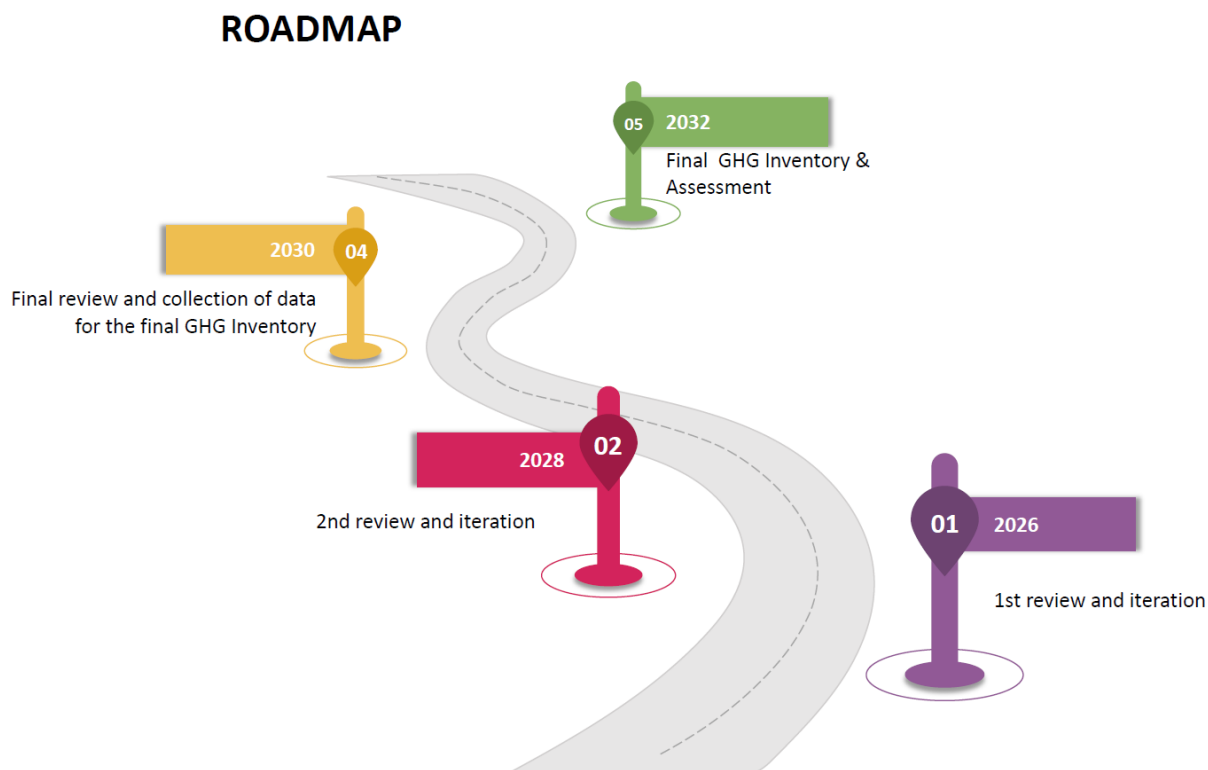 ROADMAP
05
2032
Final GHG Inventory &
Assessment
2030
04
Final review and collection of data
for the final GHG Inventory
2028
02
2nd review and iteration
01
2026
1st review and iteration